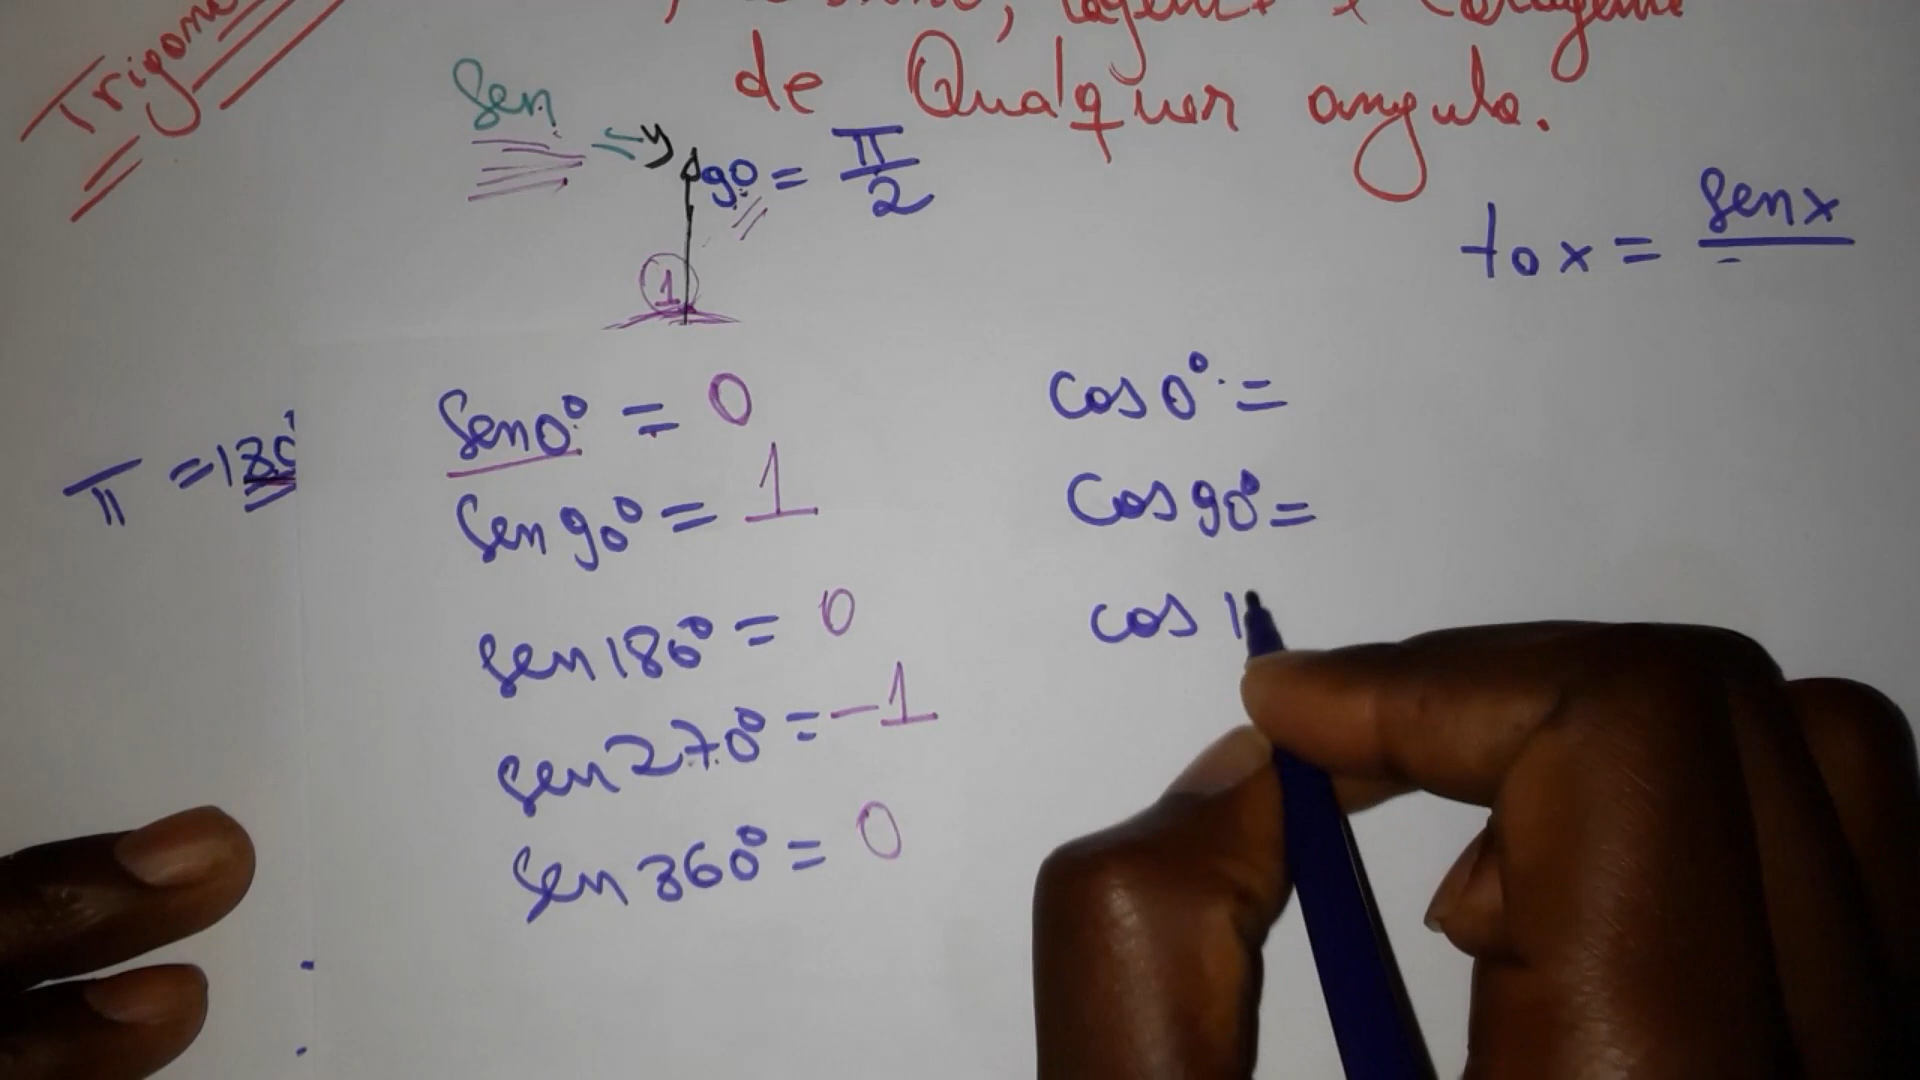 Trigonome
de Qualquer angulo.
Sen
⇒ y
90 = π/2
1
tg x = sen x
π = 180°
Sen 0° = 0
Sen 90° = 1
sen 180° = 0
sen 270° = -1
sen 360° = 0
cos 0° =
Cos 90° =
cos 1